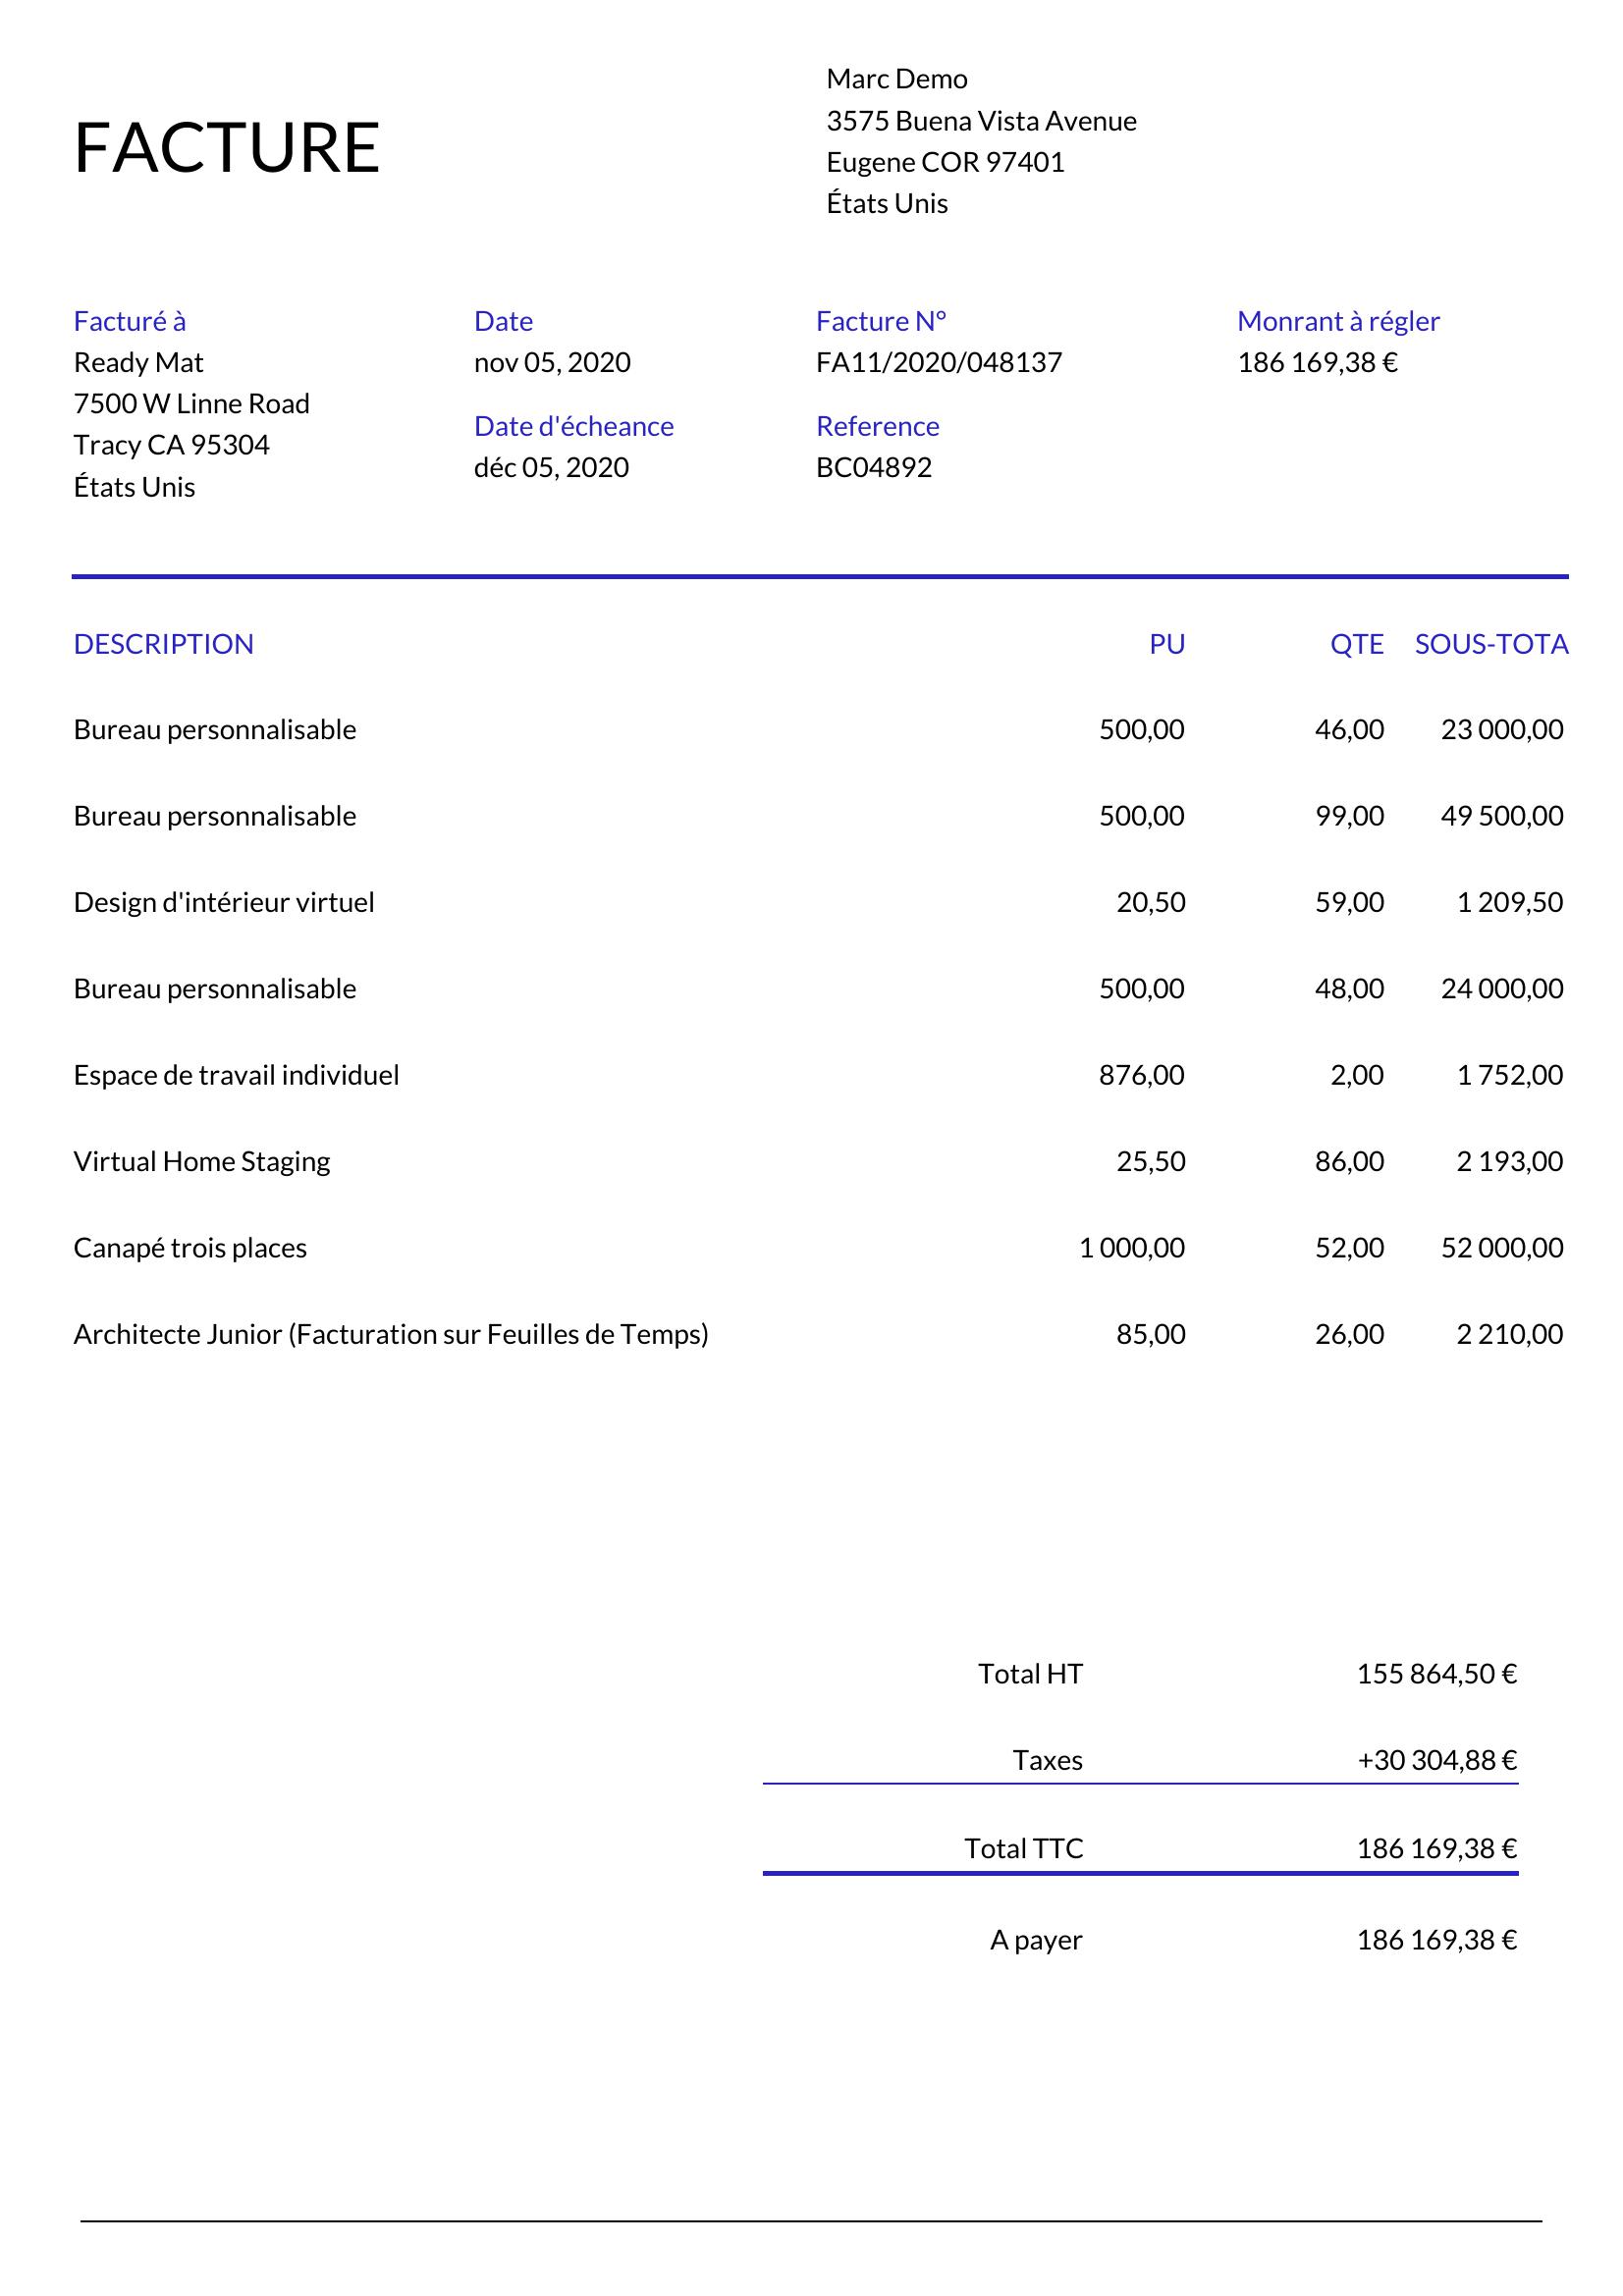 Marc Demo
3575 Buena Vista Avenue
Eugene COR 97401
États Unis
FACTURE
Facturé à
Ready Mat
7500 W Linne Road
Tracy CA 95304
États Unis
Date
nov 05, 2020
Date d'écheance
déc 05, 2020
Facture N°
FA11/2020/048137
Reference
BC04892
Monrant à régler
186 169,38 €
DESCRIPTION PU QTE SOUS-TOTA
Bureau personnalisable 500,00 46,00 23 000,00
Bureau personnalisable 500,00 99,00 49 500,00
Design d'intérieur virtuel 20,50 59,00 1 209,50
Bureau personnalisable 500,00 48,00 24 000,00
Espace de travail individuel 876,00 2,00 1 752,00
Virtual Home Staging 25,50 86,00 2 193,00
Canapé trois places 1 000,00 52,00 52 000,00
Architecte Junior (Facturation sur Feuilles de Temps) 85,00 26,00 2 210,00
Total HT 155 864,50 €
Taxes +30 304,88 €
Total TTC 186 169,38 €
A payer 186 169,38 €